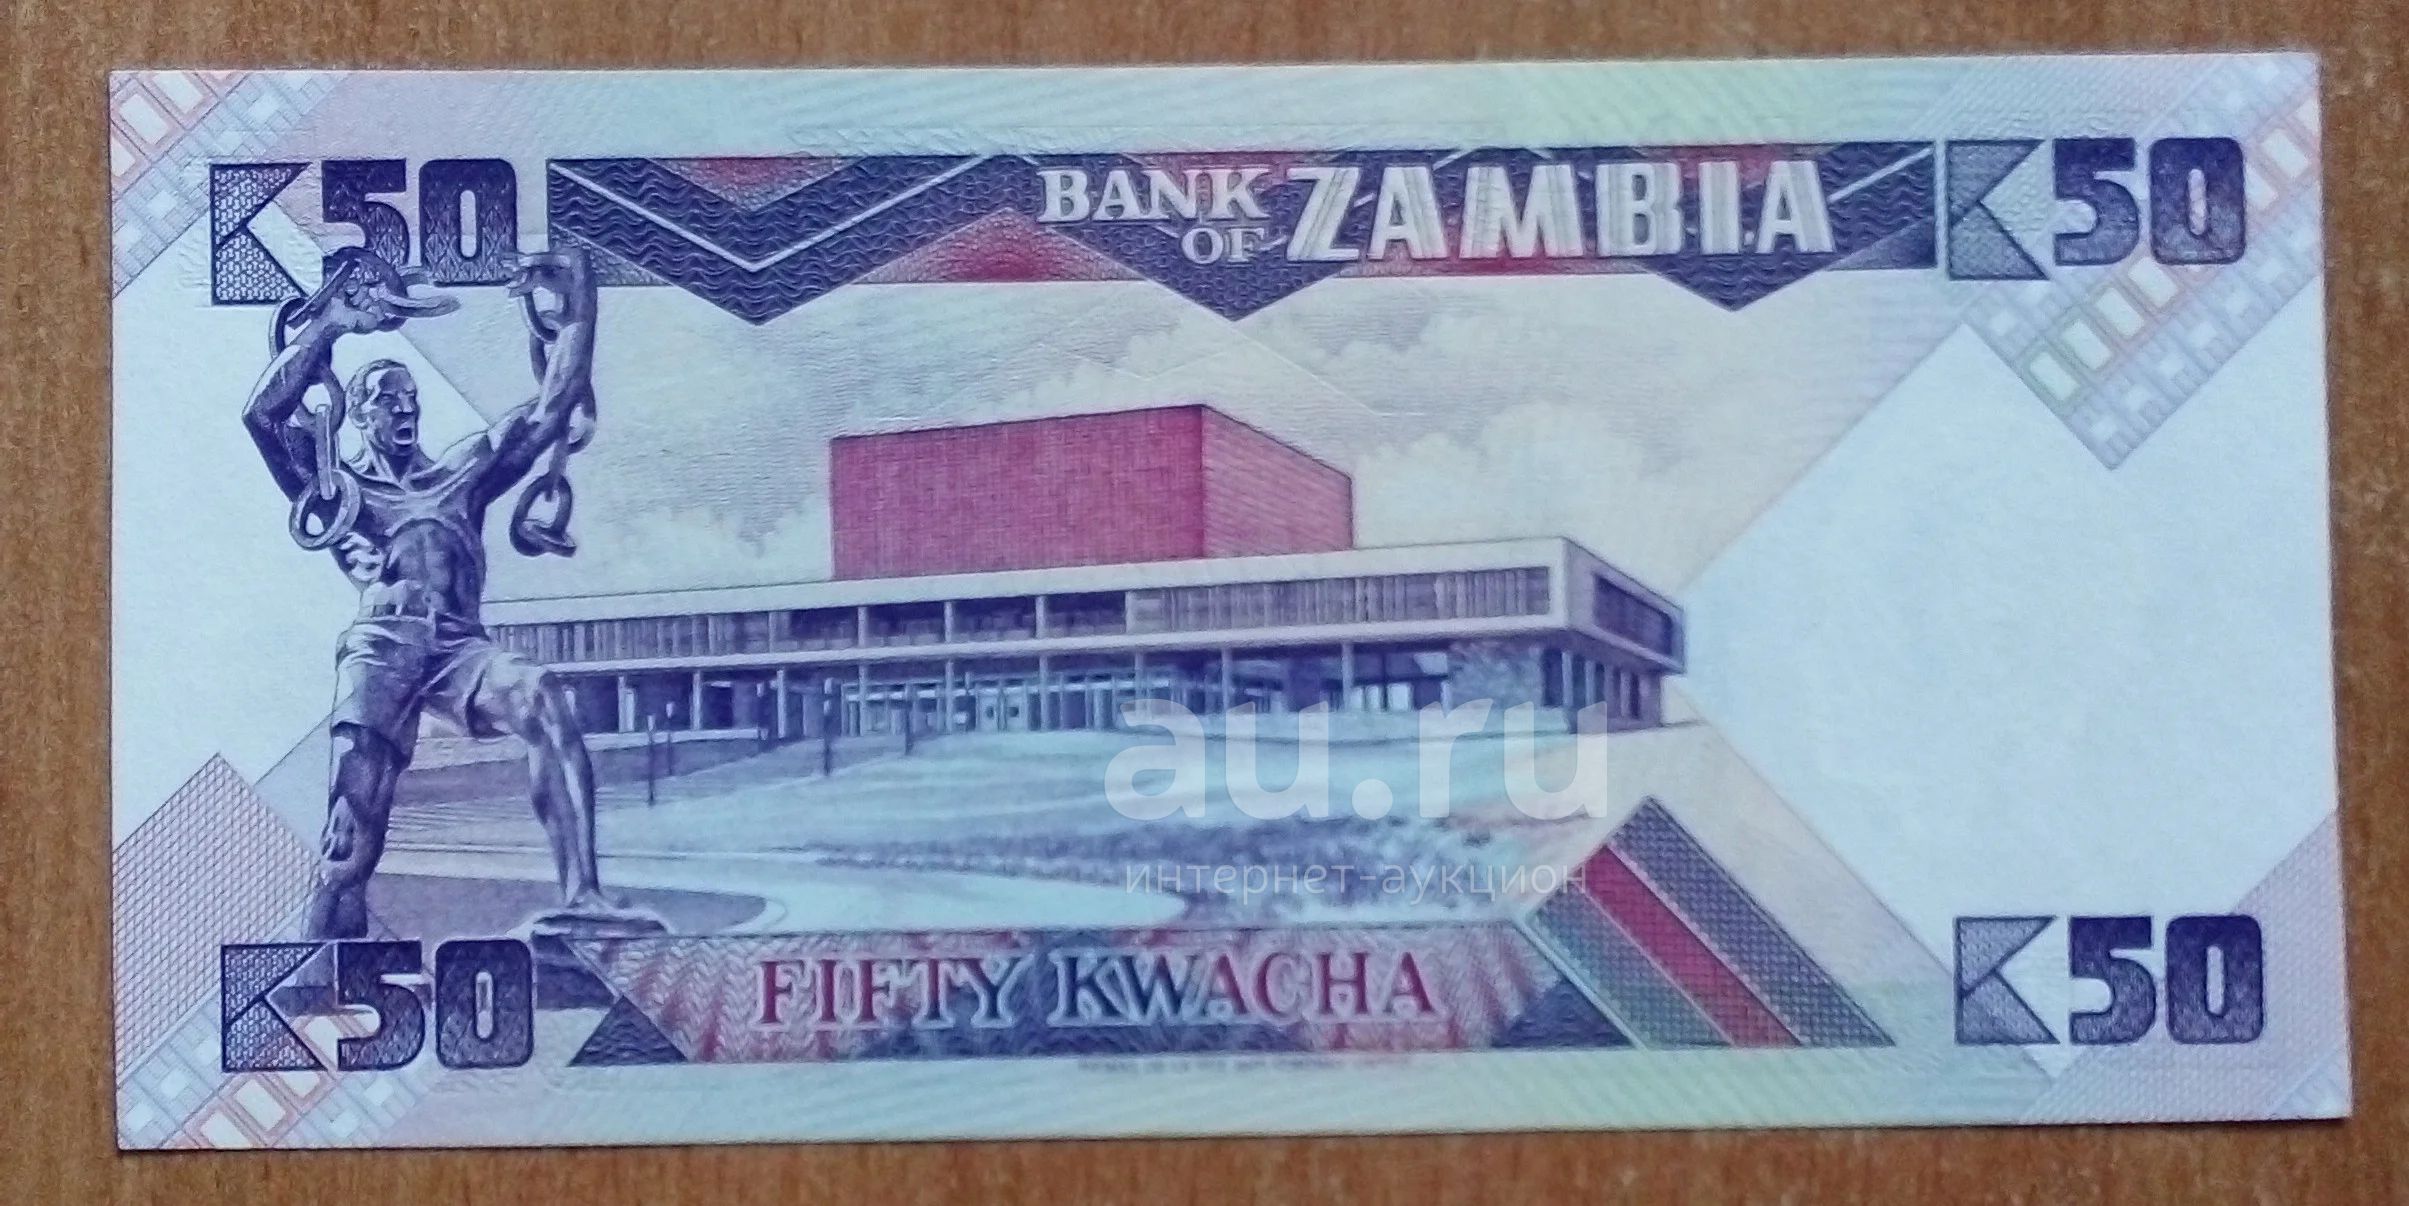 K50
BANK OF ZAMBIA
K50
au.ru
интернет-аукцион
K50
FIFTY KWACHA
K50